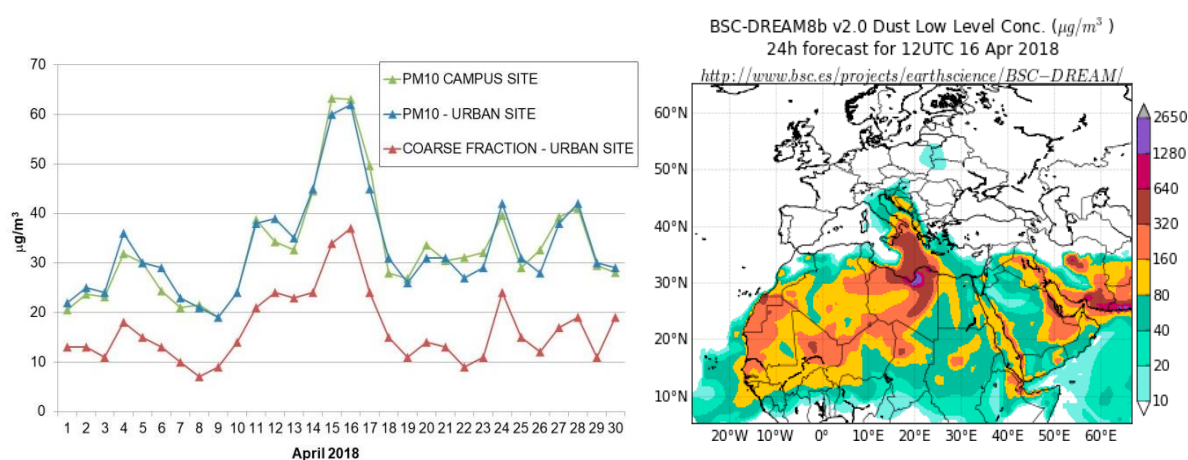 70
60
50
40
30
20
10
0
μg/m³
PM10 CAMPUS SITE
PM10 - URBAN SITE
COARSE FRACTION - URBAN SITE
1 2 3 4 5 6 7 8 9 10 11 12 13 14 15 16 17 18 19 20 21 22 23 24 25 26 27 28 29 30
April 2018
BSC-DREAM8b v2.0 Dust Low Level Conc. (μg/m³ )
24h forecast for 12UTC 16 Apr 2018
http://www.bsc.es/projects/earthscience/BSC−DREAM/
60°N
50°N
40°N
30°N
20°N
10°N
20°W 10°W 0° 10°E 20°E 30°E 40°E 50°E 60°E
2650
1280
640
320
160
80
40
20
10